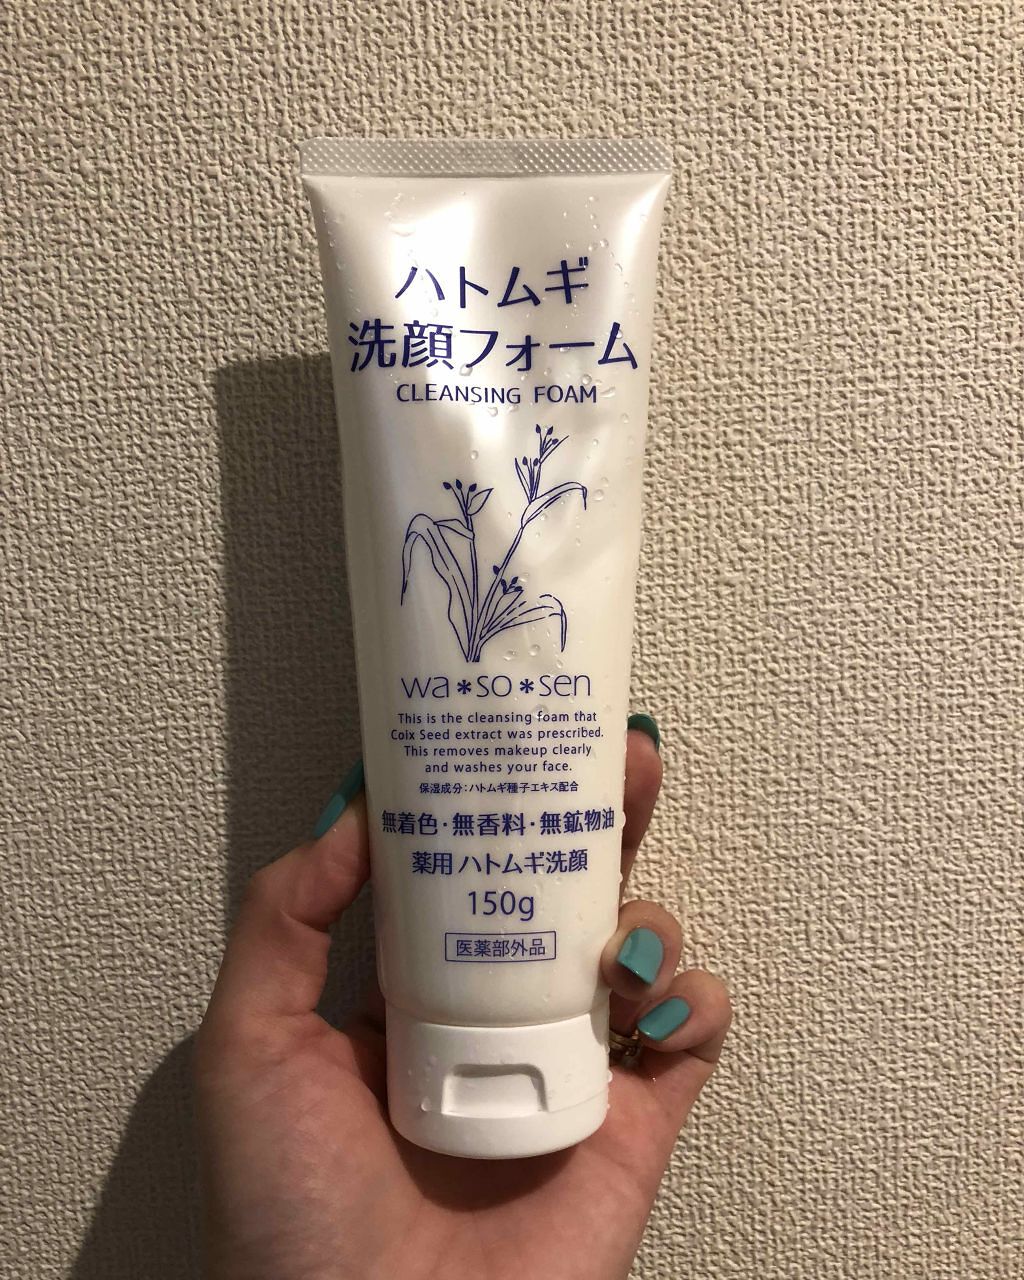 ハトムギ
洗顔フォーム
CLEANSING FOAM
wa*so*sen
This is the cleansing foam that
Coix Seed extract was prescribed.
This removes makeup clearly
and washes your face.
保湿成分:ハトムギ種子エキス配合
無着色・無香料・無鉱物油
薬用 ハトムギ洗顔
150g
医薬部外品